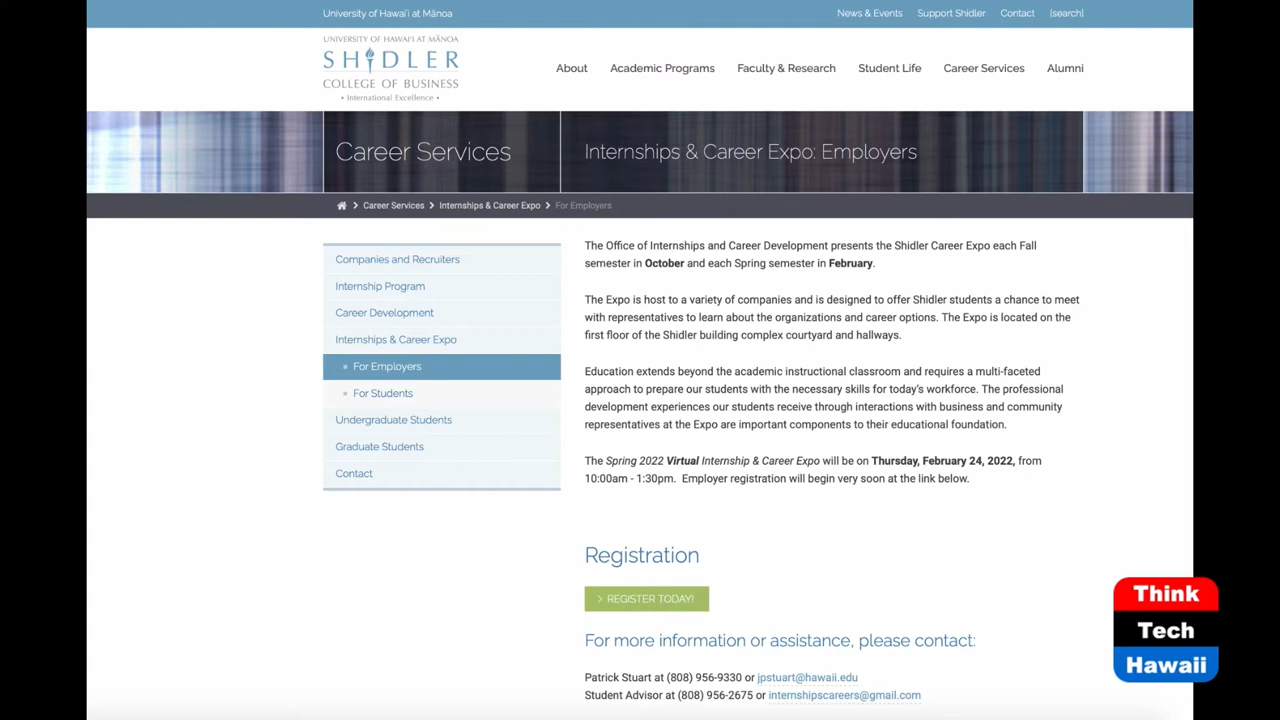 University of Hawaiʻi at Mānoa
News & Events
Support Shidler
Contact
[search]
UNIVERSITY OF HAWAIʻI AT MĀNOA
SHIDLER
COLLEGE OF BUSINESS
• International Excellence •
About
Academic Programs
Faculty & Research
Student Life
Career Services
Alumni
Career Services
Internships & Career Expo: Employers
Career Services
Internships & Career Expo
For Employers
Companies and Recruiters
Internship Program
Career Development
Internships & Career Expo
For Employers
For Students
Undergraduate Students
Graduate Students
Contact
The Office of Internships and Career Development presents the Shidler Career Expo each Fall
semester in October and each Spring semester in February.
The Expo is host to a variety of companies and is designed to offer Shidler students a chance to meet
with representatives to learn about the organizations and career options. The Expo is located on the
first floor of the Shidler building complex courtyard and hallways.
Education extends beyond the academic instructional classroom and requires a multi-faceted
approach to prepare our students with the necessary skills for today's workforce. The professional
development experiences our students receive through interactions with business and community
representatives at the Expo are important components to their educational foundation.
The Spring 2022 Virtual Internship & Career Expo will be on Thursday, February 24, 2022, from
10:00am - 1:30pm. Employer registration will begin very soon at the link below.
Registration
REGISTER TODAY!
For more information or assistance, please contact:
Patrick Stuart at (808) 956-9330 or jpstuart@hawaii.edu
Student Advisor at (808) 956-2675 or internshipscareers@gmail.com
Think
Tech
Hawaii